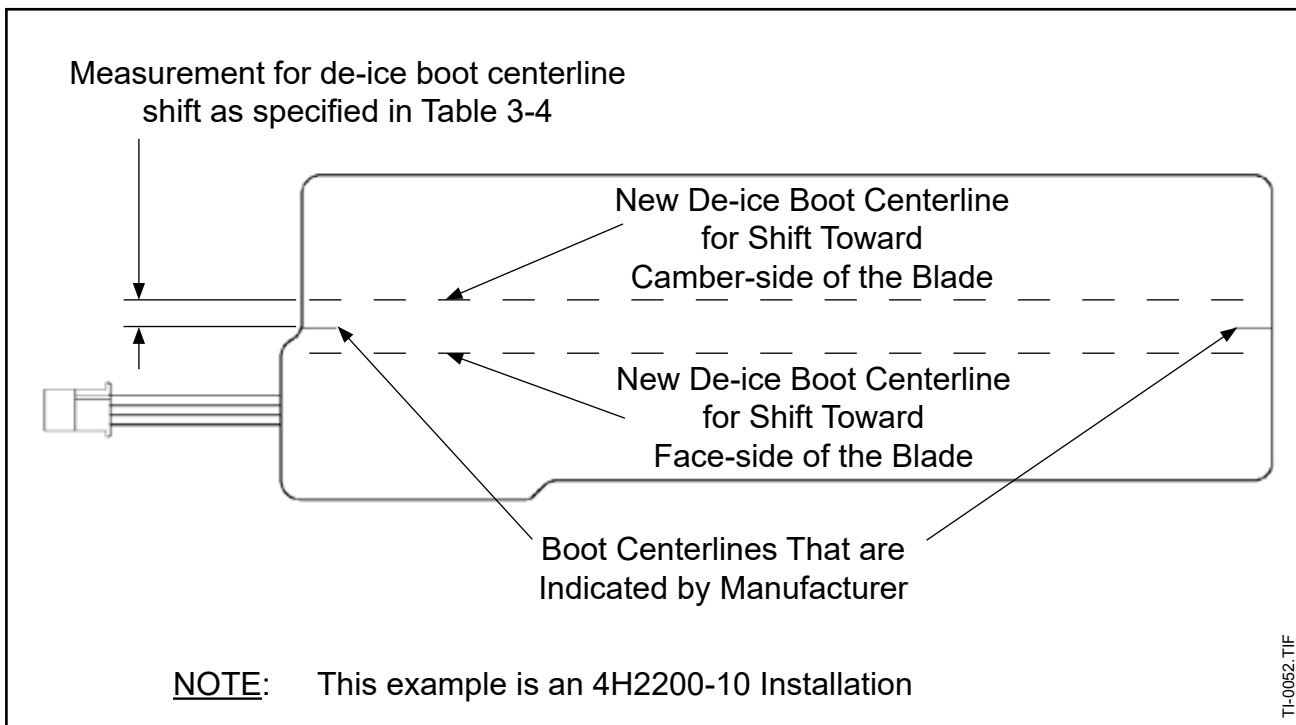 Measurement for de-ice boot centerline
shift as specified in Table 3-4
New De-ice Boot Centerline
for Shift Toward
Camber-side of the Blade
New De-ice Boot Centerline
for Shift Toward
Face-side of the Blade
Boot Centerlines That are
Indicated by Manufacturer
NOTE: This example is an 4H2200-10 Installation
TI-0052.TIF